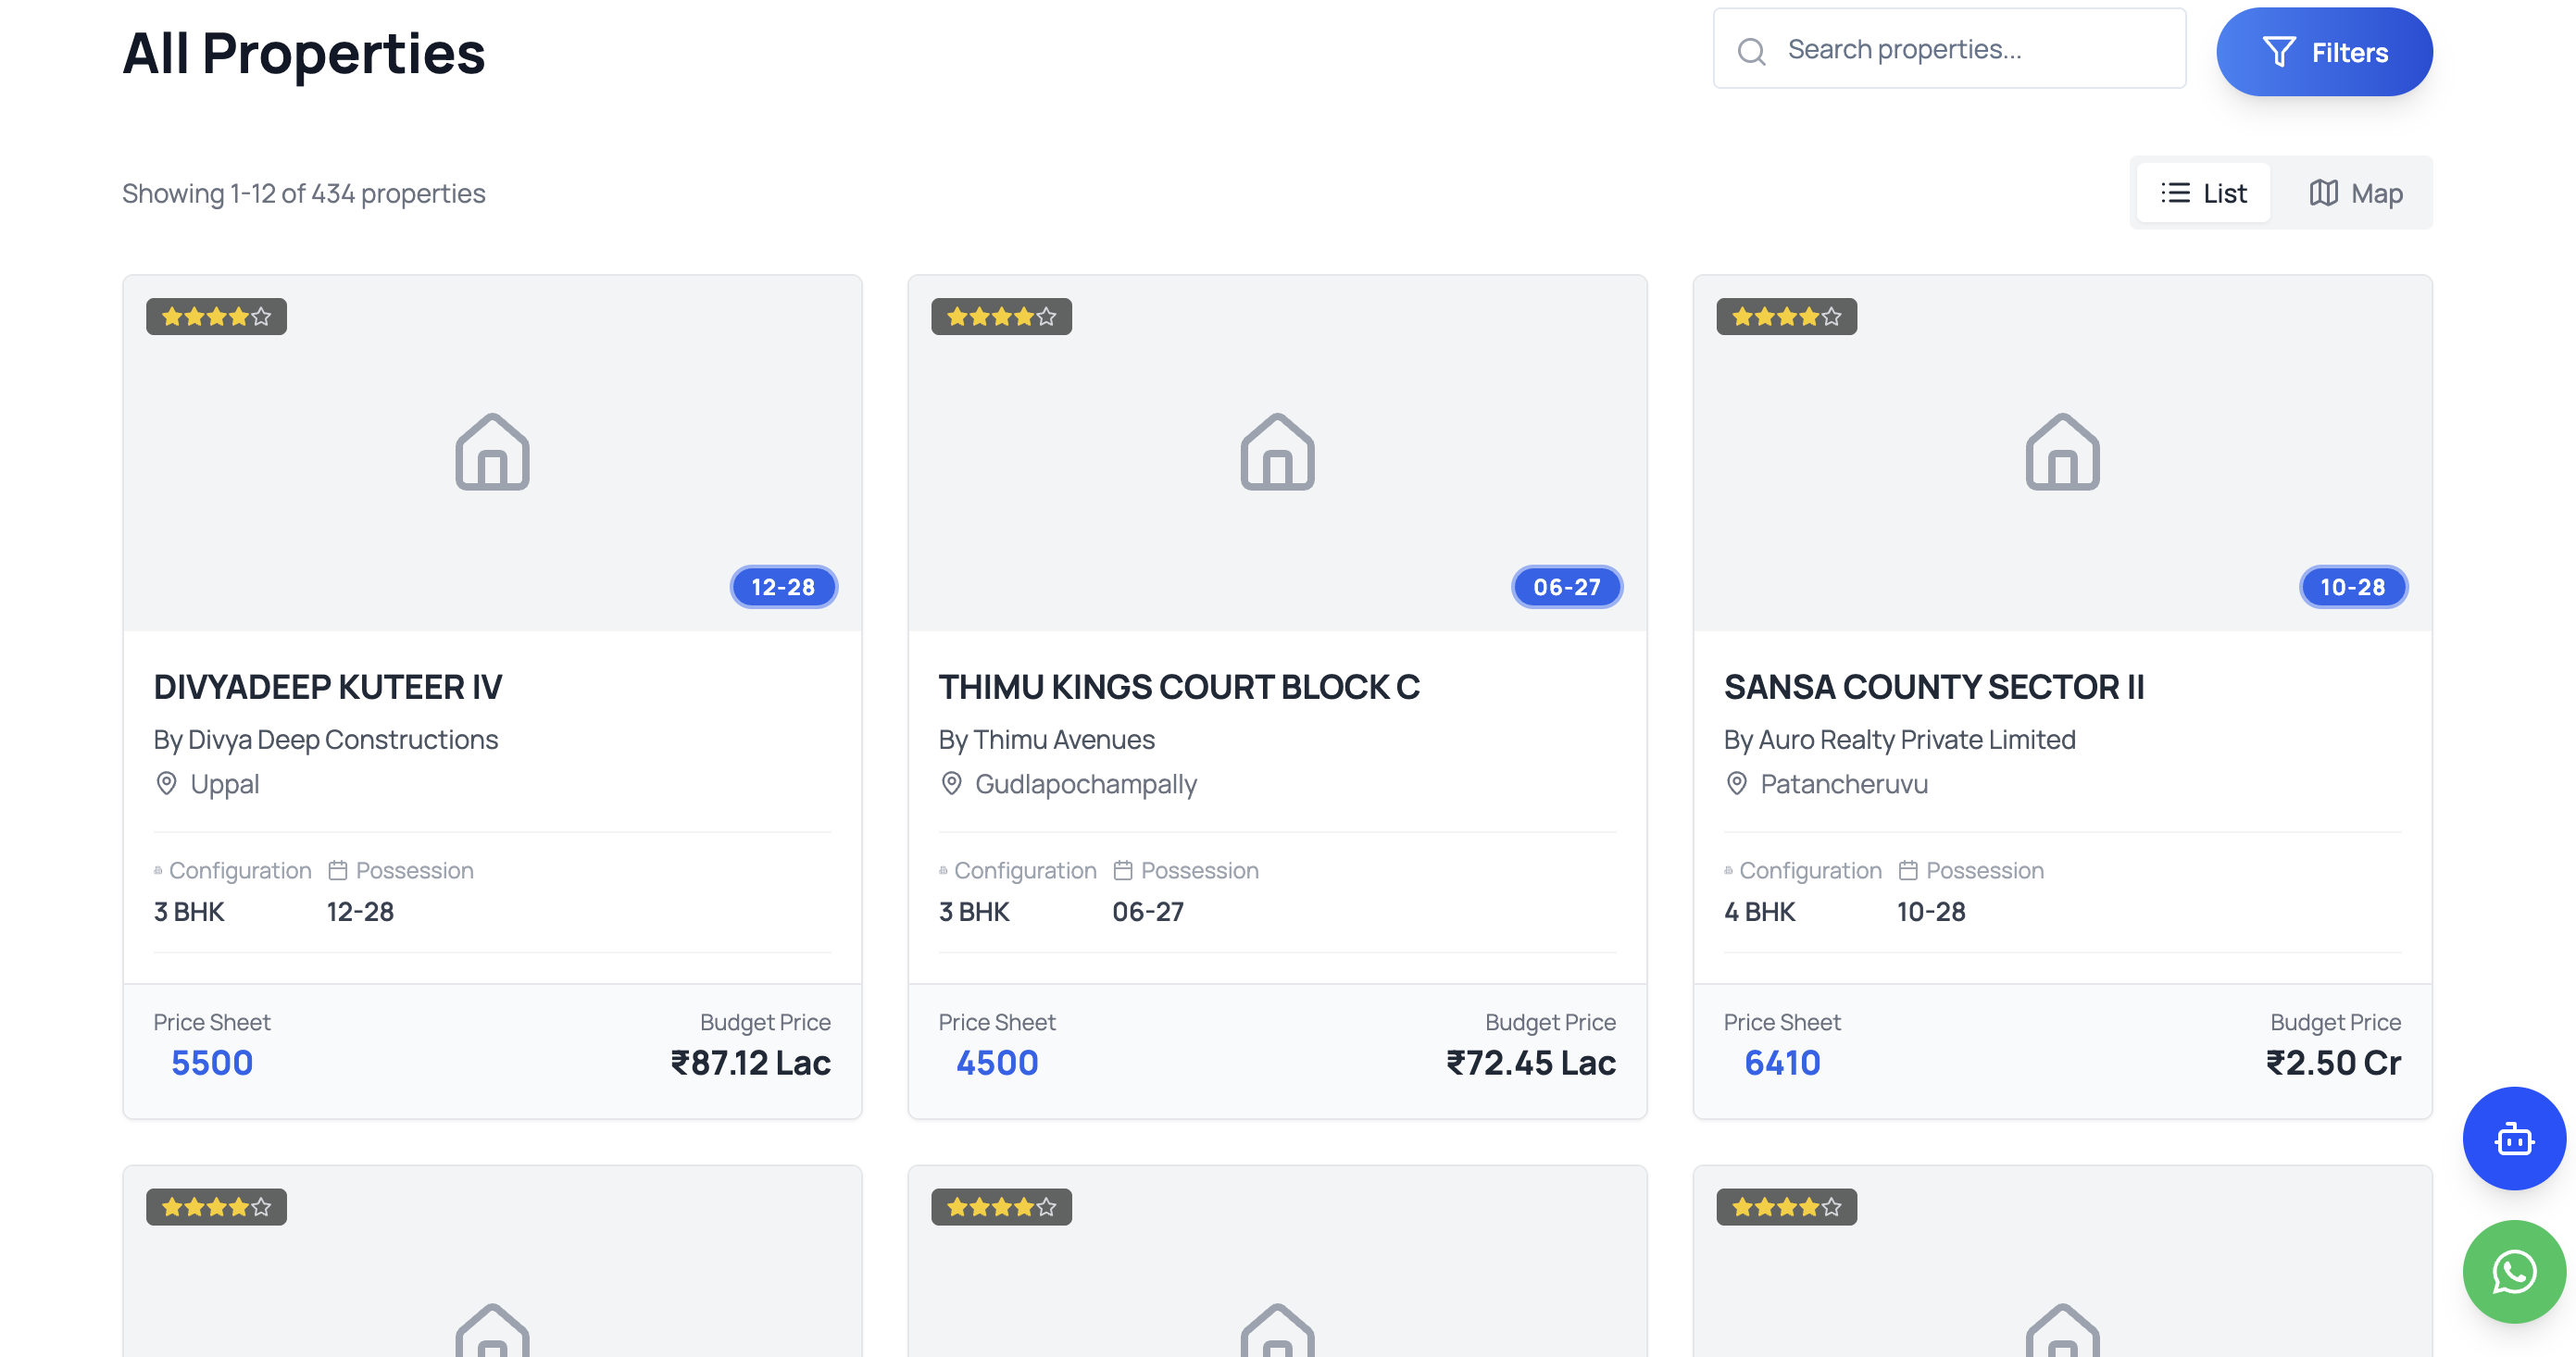 All Properties
Search properties...
Filters
Showing 1-12 of 434 properties
List
Map
12-28
06-27
10-28
DIVYADEEP KUTEER IV
By Divya Deep Constructions
Uppal
Configuration Possession
3 BHK 12-28
Price Sheet Budget Price
5500 ₹87.12 Lac
THIMU KINGS COURT BLOCK C
By Thimu Avenues
Gudlapochampally
Configuration Possession
3 BHK 06-27
Price Sheet Budget Price
4500 ₹72.45 Lac
SANSA COUNTY SECTOR II
By Auro Realty Private Limited
Patancheruvu
Configuration Possession
4 BHK 10-28
Price Sheet Budget Price
6410 ₹2.50 Cr